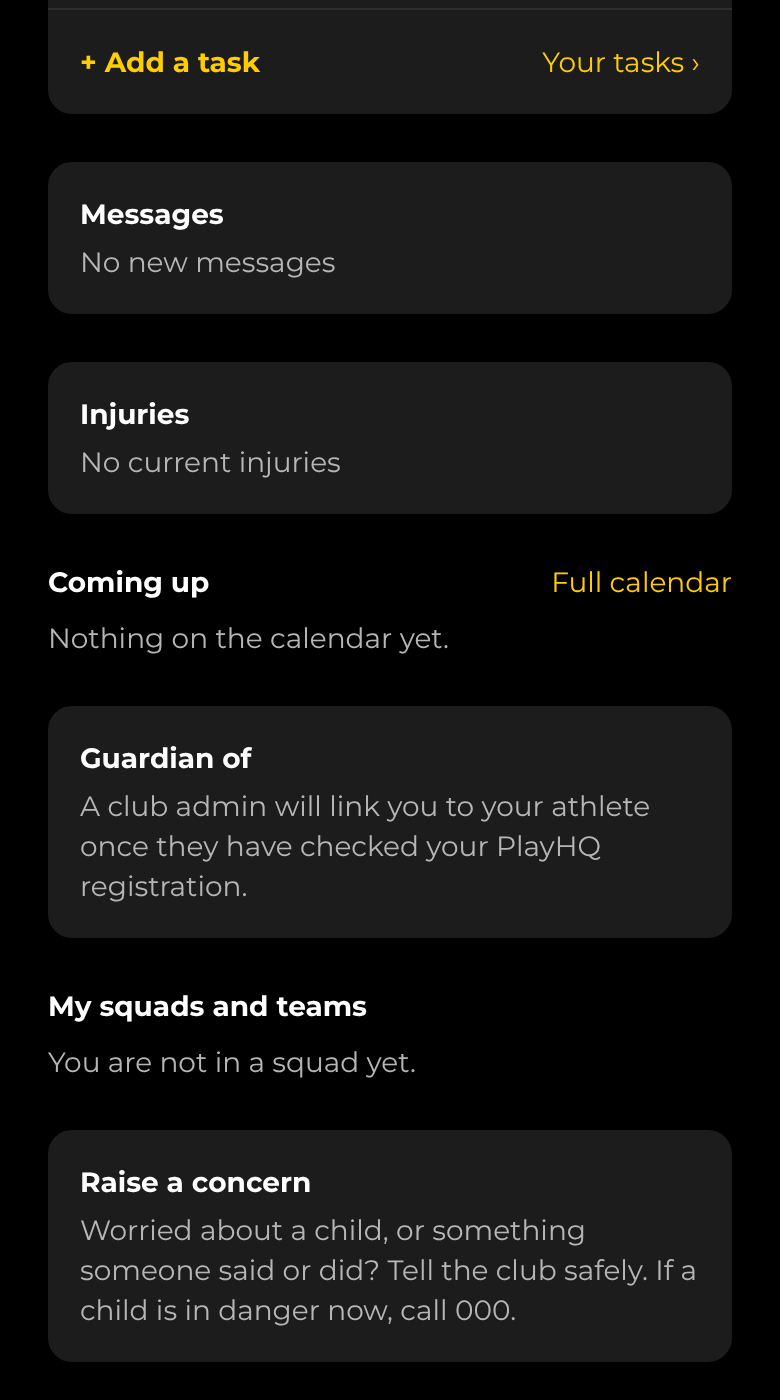 + Add a task
Your tasks ›
Messages
No new messages
Injuries
No current injuries
Coming up
Full calendar
Nothing on the calendar yet.
Guardian of
A club admin will link you to your athlete
once they have checked your PlayHQ
registration.
My squads and teams
You are not in a squad yet.
Raise a concern
Worried about a child, or something
someone said or did? Tell the club safely. If a
child is in danger now, call 000.